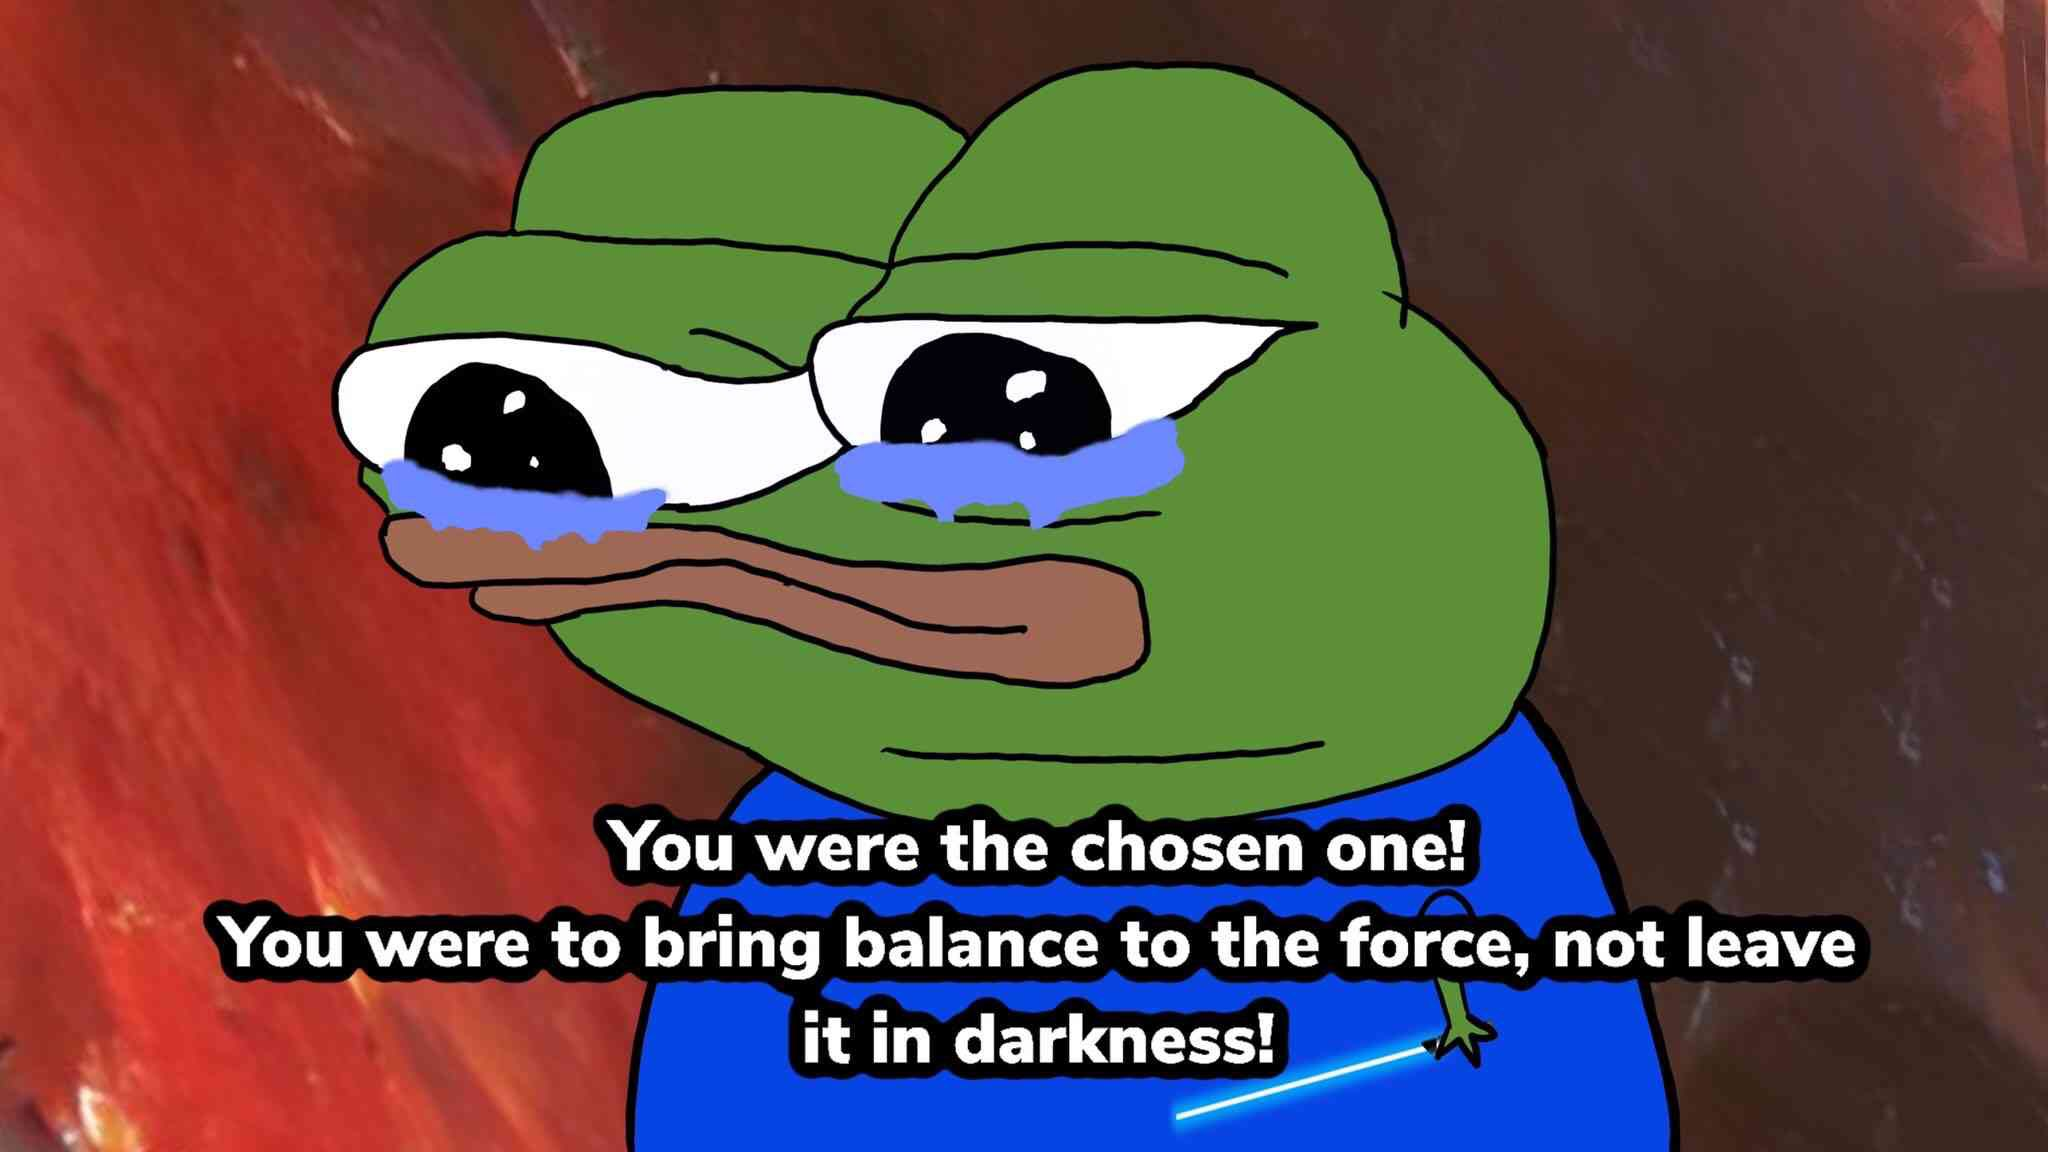 You were the chosen one!
You were to bring balance to the force, not leave
it in darkness!